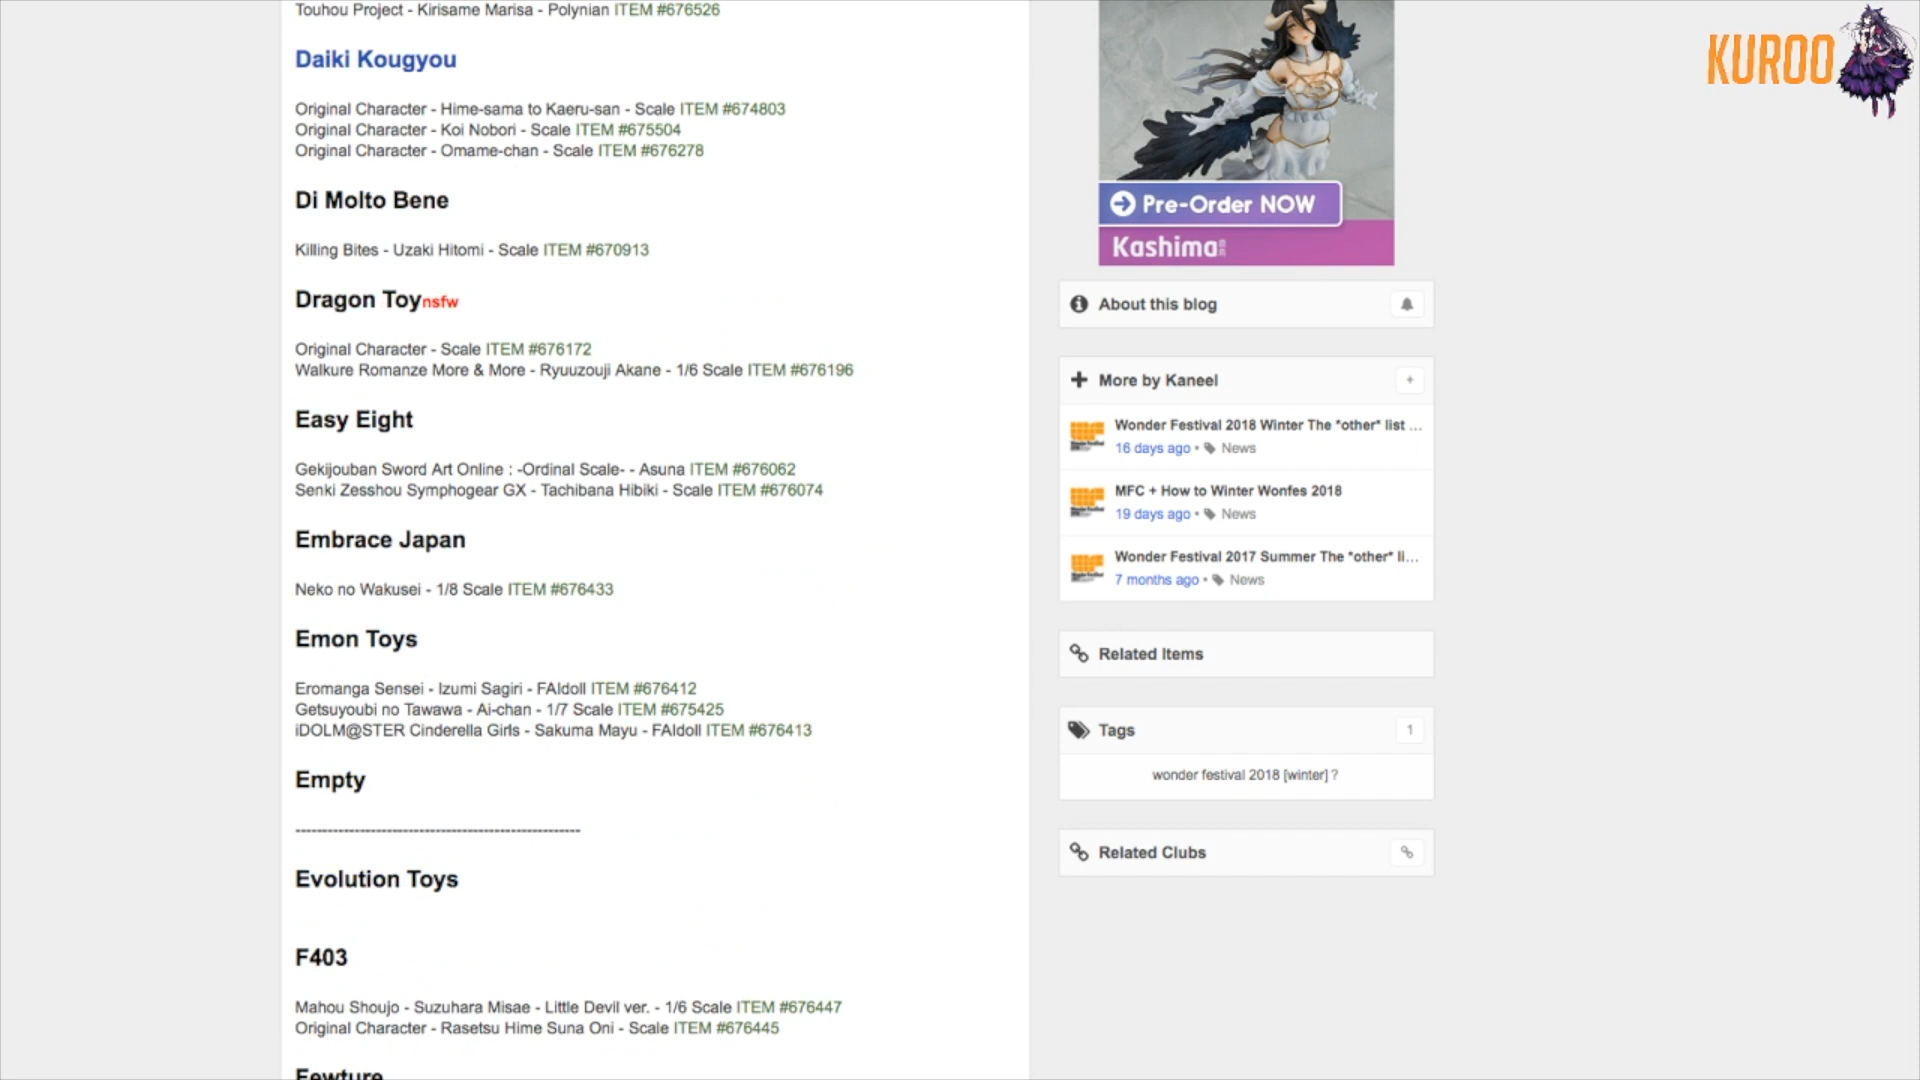 Touhou Project - Kirisame Marisa - Polynian ITEM #676526
Daiki Kougyou
Original Character - Hime-sama to Kaeru-san - Scale ITEM #674803
Original Character - Koi Nobori - Scale ITEM #675504
Original Character - Omame-chan - Scale ITEM #676278
Di Molto Bene
Killing Bites - Uzaki Hitomi - Scale ITEM #670913
Dragon Toynsfw
Original Character - Scale ITEM #676172
Walkure Romanze More & More - Ryuuzouji Akane - 1/6 Scale ITEM #676196
Easy Eight
Gekijouban Sword Art Online : -Ordinal Scale- - Asuna ITEM #676062
Senki Zesshou Symphogear GX - Tachibana Hibiki - Scale ITEM #676074
Embrace Japan
Neko no Wakusei - 1/8 Scale ITEM #676433
Emon Toys
Eromanga Sensei - Izumi Sagiri - FAIdoll ITEM #676412
Getsuyoubi no Tawawa - Ai-chan - 1/7 Scale ITEM #675425
iDOLM@STER Cinderella Girls - Sakuma Mayu - FAIdoll ITEM #676413
Empty
---------------------------------------------------------
Evolution Toys
F403
Mahou Shoujo - Suzuhara Misae - Little Devil ver. - 1/6 Scale ITEM #676447
Original Character - Rasetsu Hime Suna Oni - Scale ITEM #676445
Fewture
Pre-Order NOW
Kashima
About this blog
More by Kaneel
+
Wonder Festival 2018 Winter The *other* list ...
16 days ago • News
MFC + How to Winter Wonfes 2018
19 days ago • News
Wonder Festival 2017 Summer The *other* li...
7 months ago • News
Related Items
Tags
1
wonder festival 2018 [winter] ?
Related Clubs
KUROO